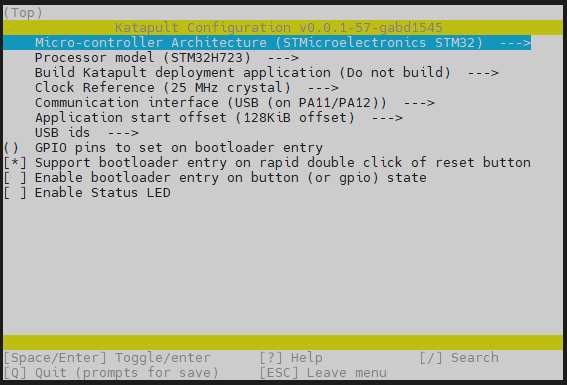 (Top)
Katapult Configuration v0.0.1-57-gabd1545
Micro-controller Architecture (STMicroelectronics STM32)  --->
Processor model (STM32H723)  --->
Build Katapult deployment application (Do not build)  --->
Clock Reference (25 MHz crystal)  --->
Communication interface (USB (on PA11/PA12))  --->
Application start offset (128KiB offset)  --->
USB ids  --->
()  GPIO pins to set on bootloader entry
[*] Support bootloader entry on rapid double click of reset button
[ ] Enable bootloader entry on button (or gpio) state
[ ] Enable Status LED
[Space/Enter] Toggle/enter     [?] Help     [/] Search
[Q] Quit (prompts for save)     [ESC] Leave menu